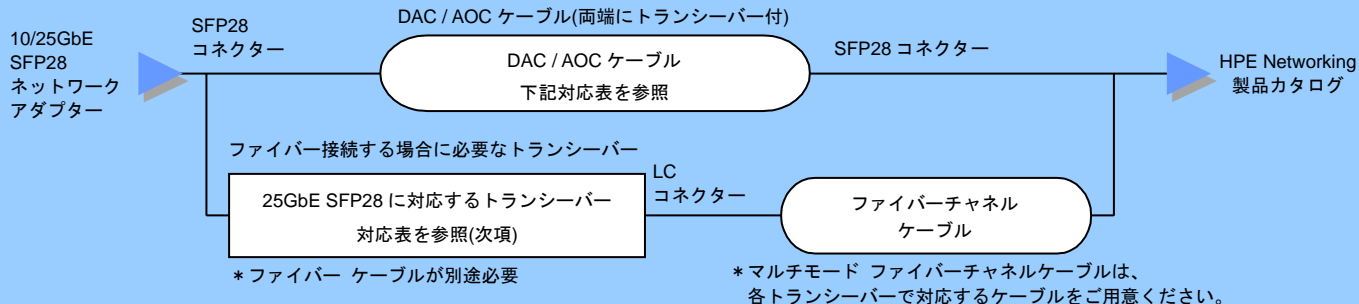 10/25GbE
SFP28
ネットワーク
アダプター
SFP28
コネクター
DAC / AOC ケーブル(両端にトランシーバー付)
DAC / AOC ケーブル
下記対応表を参照
SFP28 コネクター
HPE Networking
製品カタログ
ファイバー接続する場合に必要なトランシーバー
25GbE SFP28 に対応するトランシーバー
対応表を参照(次項)
＊ファイバー ケーブルが別途必要
LC
コネクター
ファイバーチャネル
ケーブル
＊マルチモード ファイバーチャネルケーブルは、
各トランシーバーで対応するケーブルをご用意ください。